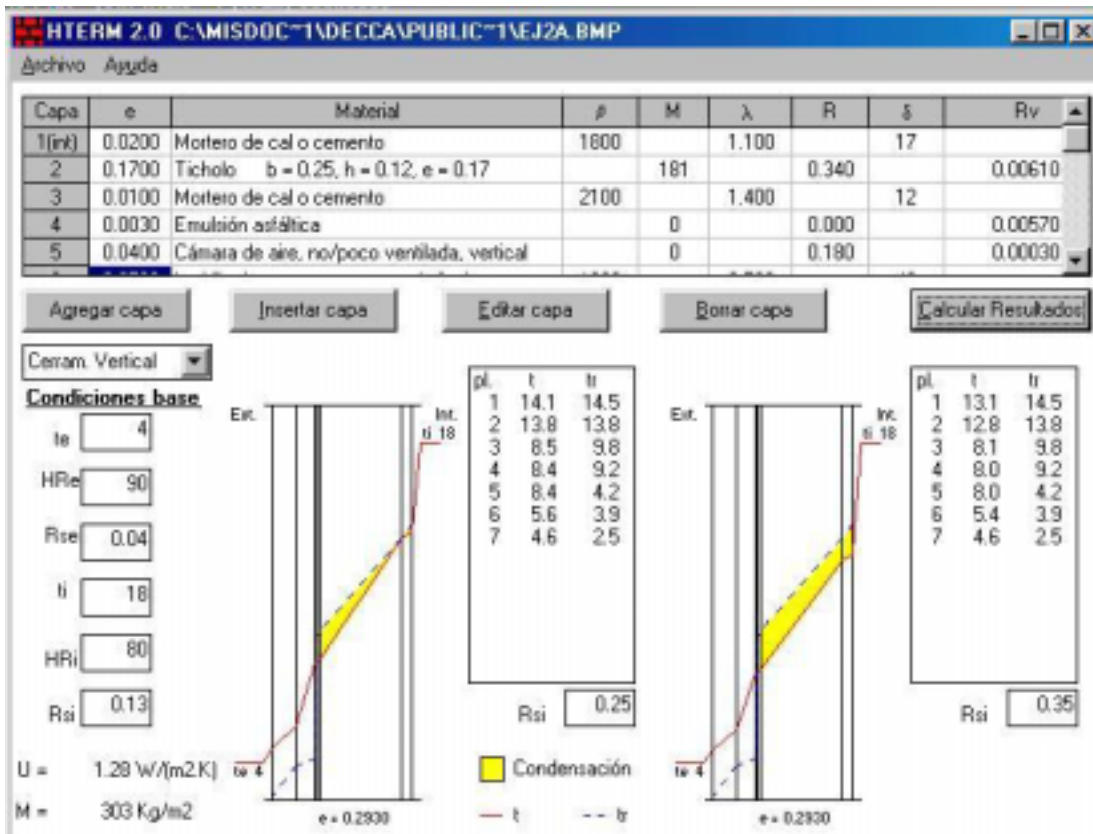 HTERM 2.0 C:\MISDOC~1\DECCA\PUBLIC~1\EJ2A.BMP
Archivo Ayuda
Capa e Material ρ M λ R δ Rv
1(int) 0.0200 Mortero de cal o cemento 1800 1.100 17
2 0.1700 Ticholo b = 0.25, h = 0.12, e = 0.17 181 0.340 0.00610
3 0.0100 Mortero de cal o cemento 2100 1.400 12
4 0.0030 Emulsión asfáltica 0 0.000 0.00570
5 0.0400 Cámara de aire, no/poco ventilada, vertical 0 0.180 0.00030
Agregar capa Insertar capa Editar capa Borrar capa Calcular Resultados
Cerram. Vertical
Condiciones base
te 4
HRe 90
Rse 0.04
ti 18
HRi 80
Rsi 0.13
U = 1.28 W/(m2.K)
M = 303 Kg/m2
Ext. Int.
ti 18
te 4
e = 0.2930
pl. t tr
1 14.1 14.5
2 13.8 13.8
3 8.5 9.8
4 8.4 9.2
5 8.4 4.2
6 5.6 3.9
7 4.6 2.5
Rsi 0.25
Condensación
t tr
Ext. Int.
ti 18
te 4
e = 0.2930
pl. t tr
1 13.1 14.5
2 12.8 13.8
3 8.1 9.8
4 8.0 9.2
5 8.0 4.2
6 5.4 3.9
7 4.6 2.5
Rsi 0.35